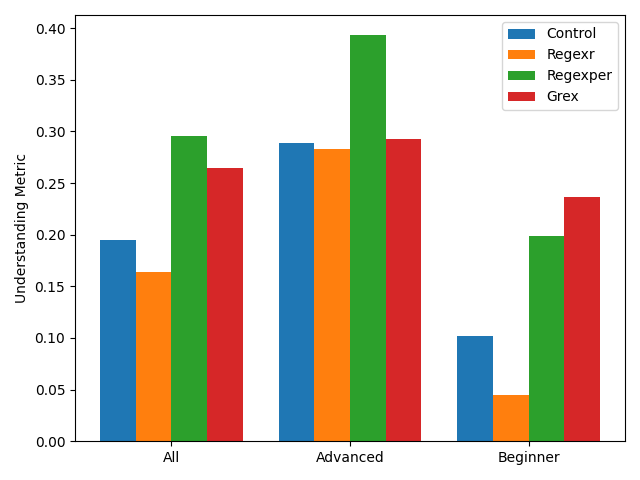 Control
Regexr
Regexper
Grex
Understanding Metric
0.40
0.35
0.30
0.25
0.20
0.15
0.10
0.05
0.00
All Advanced Beginner